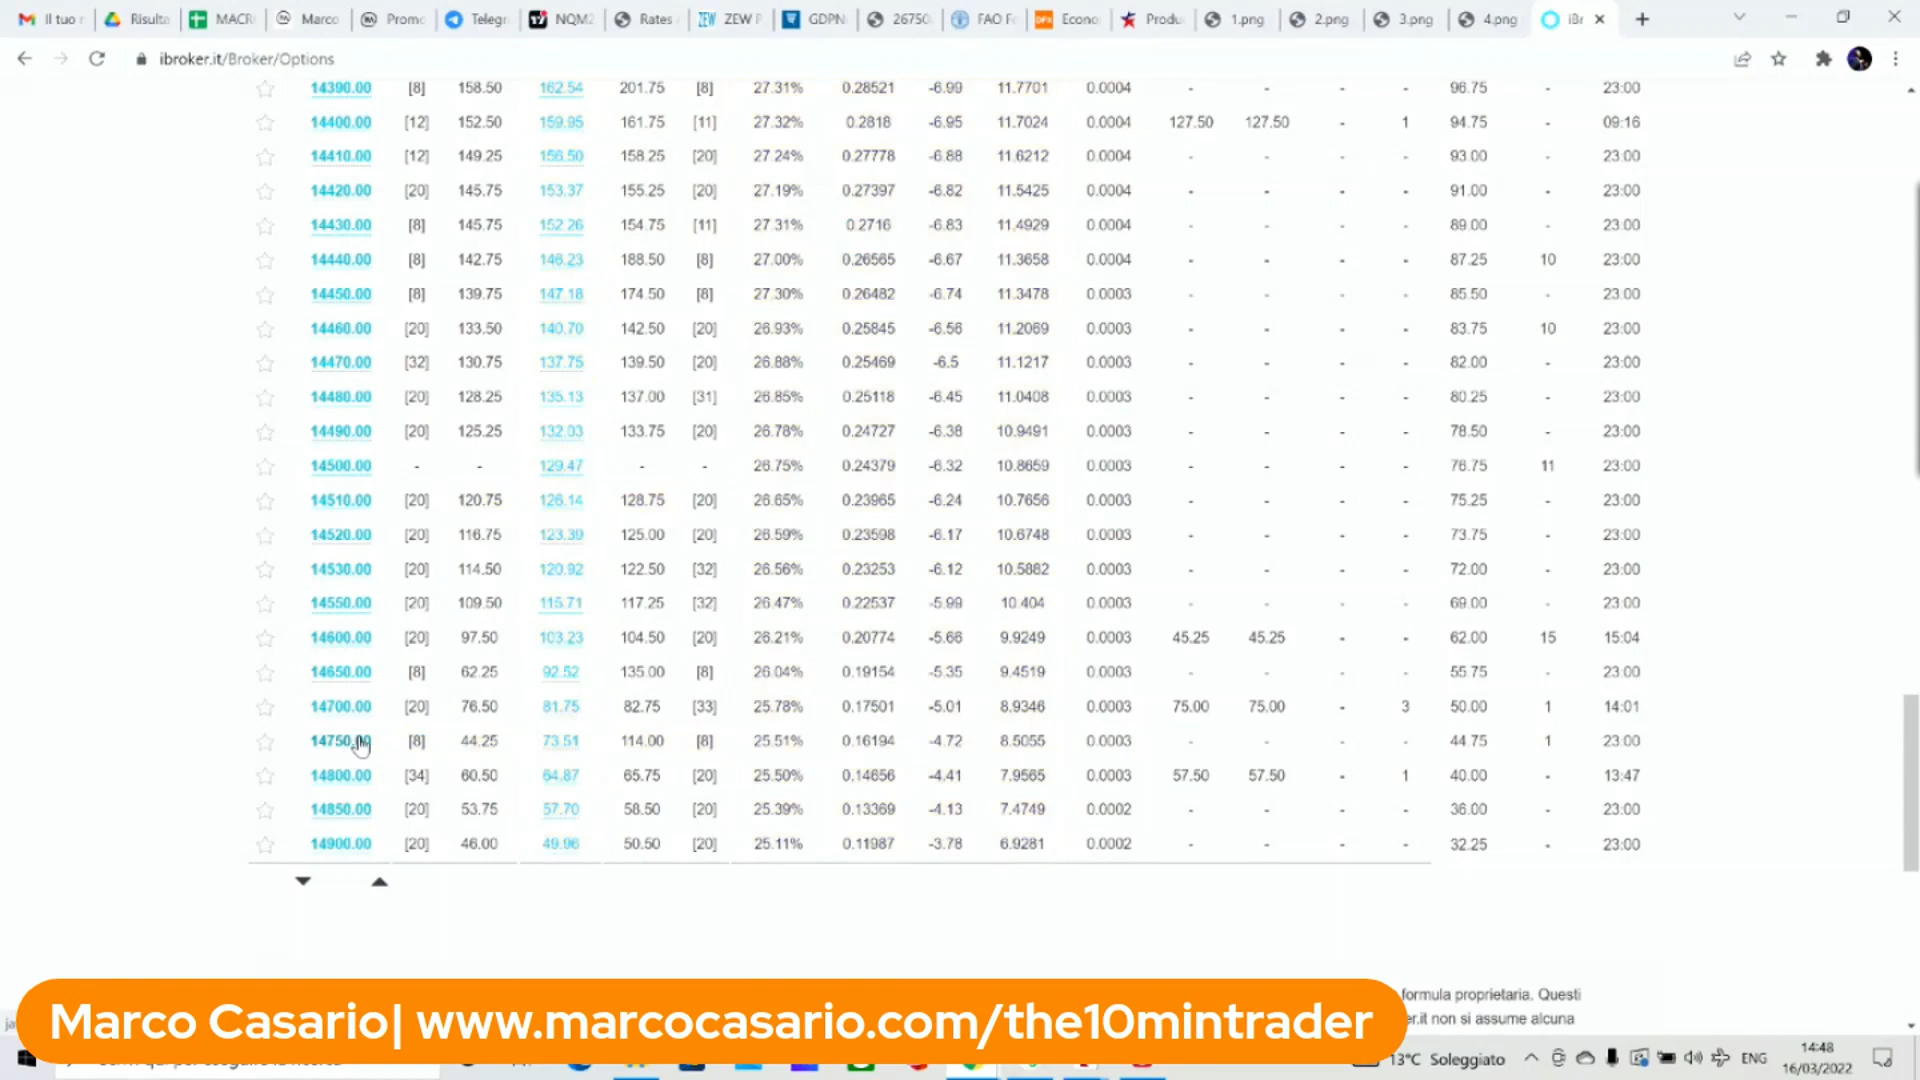 Il tuo r
Risulta
MACR
Marco
Promo
Telegr
NQM2
Rates
ZEW ZEW P
GDPN
26750
FAO F
Econo
Produ
1.png
2.png
3.png
4.png
iBr
ibroker.it/Broker/Options
14390.00 [8] 158.50 162.54 201.75 [8] 27.31% 0.28521 -6.99 11.7701 0.0004 - - - - 96.75 - 23:00
14400.00 [12] 152.50 159.95 161.75 [11] 27.32% 0.2818 -6.95 11.7024 0.0004 127.50 127.50 - 1 94.75 - 09:16
14410.00 [12] 149.25 156.50 158.25 [20] 27.24% 0.27778 -6.88 11.6212 0.0004 - - - - 93.00 - 23:00
14420.00 [20] 145.75 153.37 155.25 [20] 27.19% 0.27397 -6.82 11.5425 0.0004 - - - - 91.00 - 23:00
14430.00 [8] 145.75 152.26 154.75 [11] 27.31% 0.2716 -6.83 11.4929 0.0004 - - - - 89.00 - 23:00
14440.00 [8] 142.75 146.23 188.50 [8] 27.00% 0.26565 -6.67 11.3658 0.0004 - - - - 87.25 10 23:00
14450.00 [8] 139.75 147.18 174.50 [8] 27.30% 0.26482 -6.74 11.3478 0.0003 - - - - 85.50 - 23:00
14460.00 [20] 133.50 140.70 142.50 [20] 26.93% 0.25845 -6.56 11.2069 0.0003 - - - - 83.75 10 23:00
14470.00 [32] 130.75 137.75 139.50 [20] 26.88% 0.25469 -6.5 11.1217 0.0003 - - - - 82.00 - 23:00
14480.00 [20] 128.25 135.13 137.00 [31] 26.85% 0.25118 -6.45 11.0408 0.0003 - - - - 80.25 - 23:00
14490.00 [20] 125.25 132.03 133.75 [20] 26.78% 0.24727 -6.38 10.9491 0.0003 - - - - 78.50 - 23:00
14500.00 - - 129.47 - - 26.75% 0.24379 -6.32 10.8659 0.0003 - - - - 76.75 11 23:00
14510.00 [20] 120.75 126.14 128.75 [20] 26.65% 0.23965 -6.24 10.7656 0.0003 - - - - 75.25 - 23:00
14520.00 [20] 116.75 123.39 125.00 [20] 26.59% 0.23598 -6.17 10.6748 0.0003 - - - - 73.75 - 23:00
14530.00 [20] 114.50 120.92 122.50 [32] 26.56% 0.23253 -6.12 10.5882 0.0003 - - - - 72.00 - 23:00
14550.00 [20] 109.50 115.71 117.25 [32] 26.47% 0.22537 -5.99 10.404 0.0003 - - - - 69.00 - 23:00
14600.00 [20] 97.50 103.23 104.50 [20] 26.21% 0.20774 -5.66 9.9249 0.0003 45.25 45.25 - - 62.00 15 15:04
14650.00 [8] 62.25 92.52 135.00 [8] 26.04% 0.19154 -5.35 9.4519 0.0003 - - - - 55.75 - 23:00
14700.00 [20] 76.50 81.75 82.75 [33] 25.78% 0.17501 -5.01 8.9346 0.0003 75.00 75.00 - 3 50.00 1 14:01
14750.00 [8] 44.25 73.51 114.00 [8] 25.51% 0.16194 -4.72 8.5055 0.0003 - - - - 44.75 1 23:00
14800.00 [34] 60.50 64.87 65.75 [20] 25.50% 0.14656 -4.41 7.9565 0.0003 57.50 57.50 - 1 40.00 - 13:47
14850.00 [20] 53.75 57.70 58.50 [20] 25.39% 0.13369 -4.13 7.4749 0.0002 - - - - 36.00 - 23:00
14900.00 [20] 46.00 49.96 50.50 [20] 25.11% 0.11987 -3.78 6.9281 0.0002 - - - - 32.25 - 23:00
formula proprietaria. Questi
er.it non si assume alcuna
Marco Casario| www.marcocasario.com/the10mintrader
13°C Soleggiato
ENG
14:48
16/03/2022